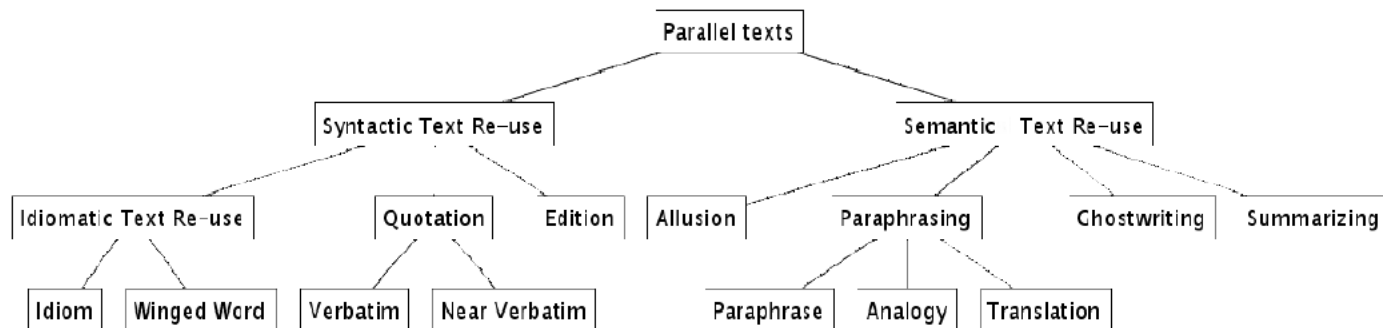 Parallel texts
Syntactic Text Re-use
Semantic Text Re-use
Idiomatic Text Re-use
Quotation
Edition
Allusion
Paraphrasing
Ghostwriting
Summarizing
Idiom
Winged Word
Verbatim
Near Verbatim
Paraphrase
Analogy
Translation